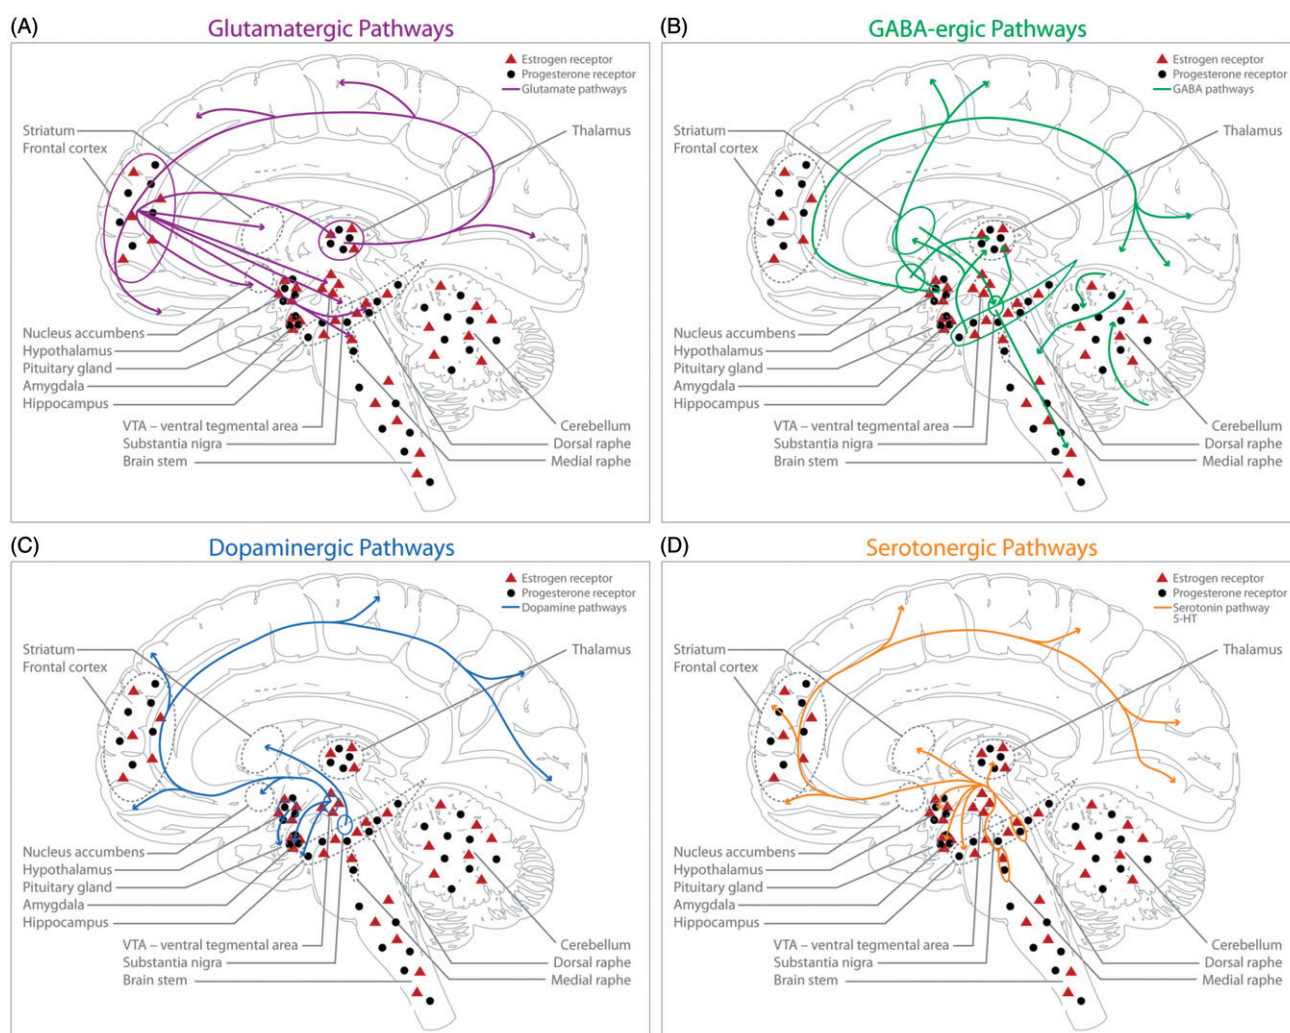 (A)
Glutamatergic Pathways
Estrogen receptor
Progesterone receptor
Glutamate pathways
Striatum
Frontal cortex
Thalamus
Nucleus accumbens
Hypothalamus
Pituitary gland
Amygdala
Hippocampus
VTA – ventral tegmental area
Substantia nigra
Brain stem
Cerebellum
Dorsal raphe
Medial raphe
(B)
GABA-ergic Pathways
Estrogen receptor
Progesterone receptor
GABA pathways
Striatum
Frontal cortex
Thalamus
Nucleus accumbens
Hypothalamus
Pituitary gland
Amygdala
Hippocampus
VTA – ventral tegmental area
Substantia nigra
Brain stem
Cerebellum
Dorsal raphe
Medial raphe
(C)
Dopaminergic Pathways
Estrogen receptor
Progesterone receptor
Dopamine pathways
Striatum
Frontal cortex
Thalamus
Nucleus accumbens
Hypothalamus
Pituitary gland
Amygdala
Hippocampus
VTA – ventral tegmental area
Substantia nigra
Brain stem
Cerebellum
Dorsal raphe
Medial raphe
(D)
Serotonergic Pathways
Estrogen receptor
Progesterone receptor
Serotonin pathway
5-HT
Striatum
Frontal cortex
Thalamus
Nucleus accumbens
Hypothalamus
Pituitary gland
Amygdala
Hippocampus
VTA – ventral tegmental area
Substantia nigra
Brain stem
Cerebellum
Dorsal raphe
Medial raphe